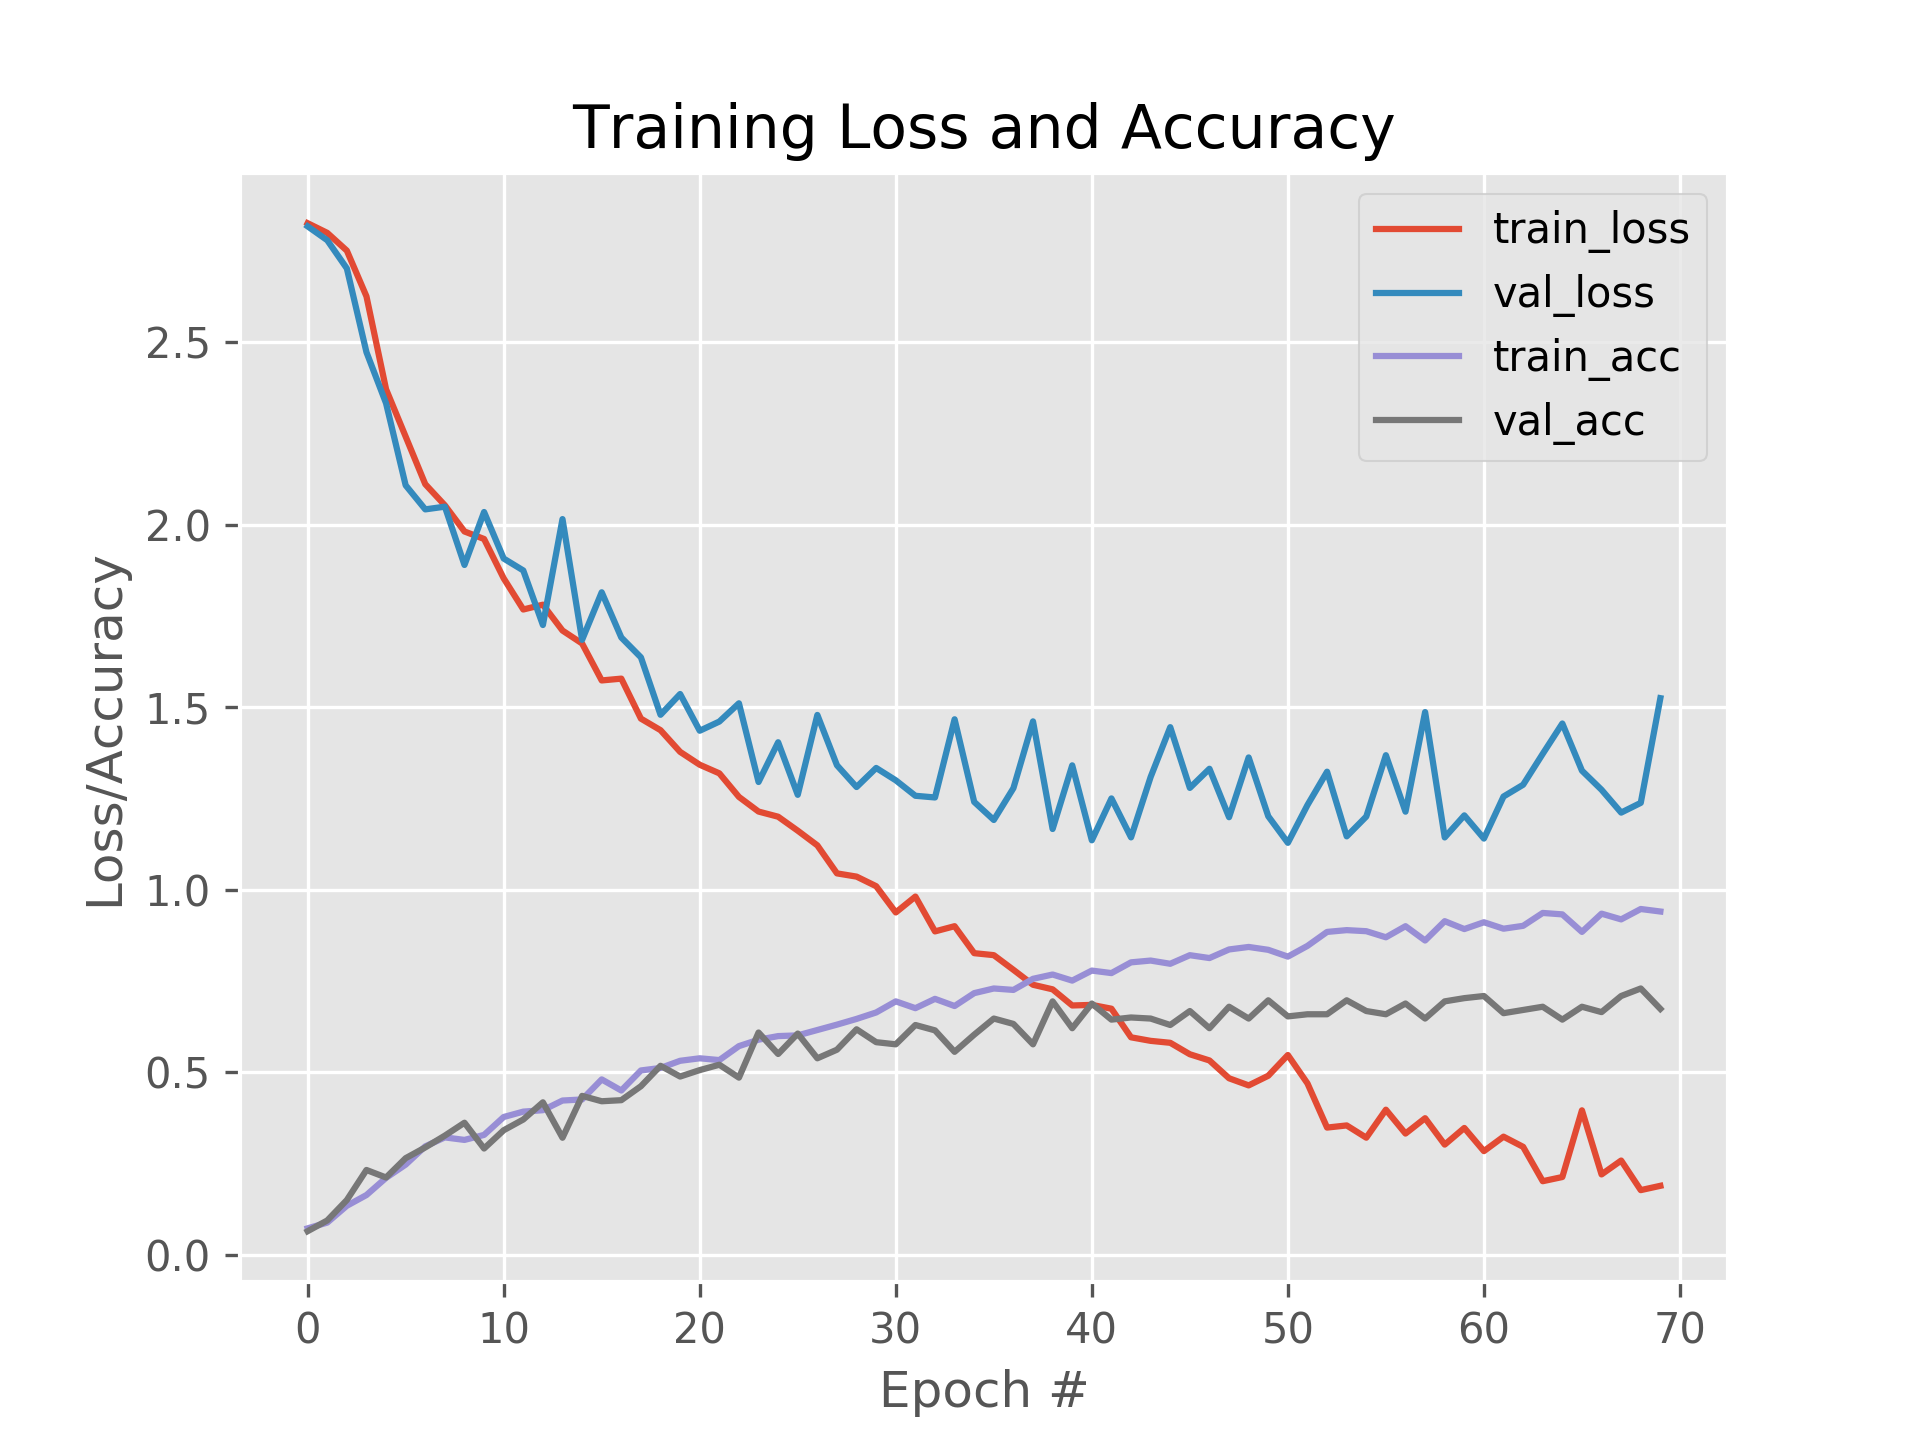 Training Loss and Accuracy
train_loss
val_loss
train_acc
val_acc
Loss/Accuracy
2.5
2.0
1.5
1.0
0.5
0.0
0 10 20 30 40 50 60 70
Epoch #